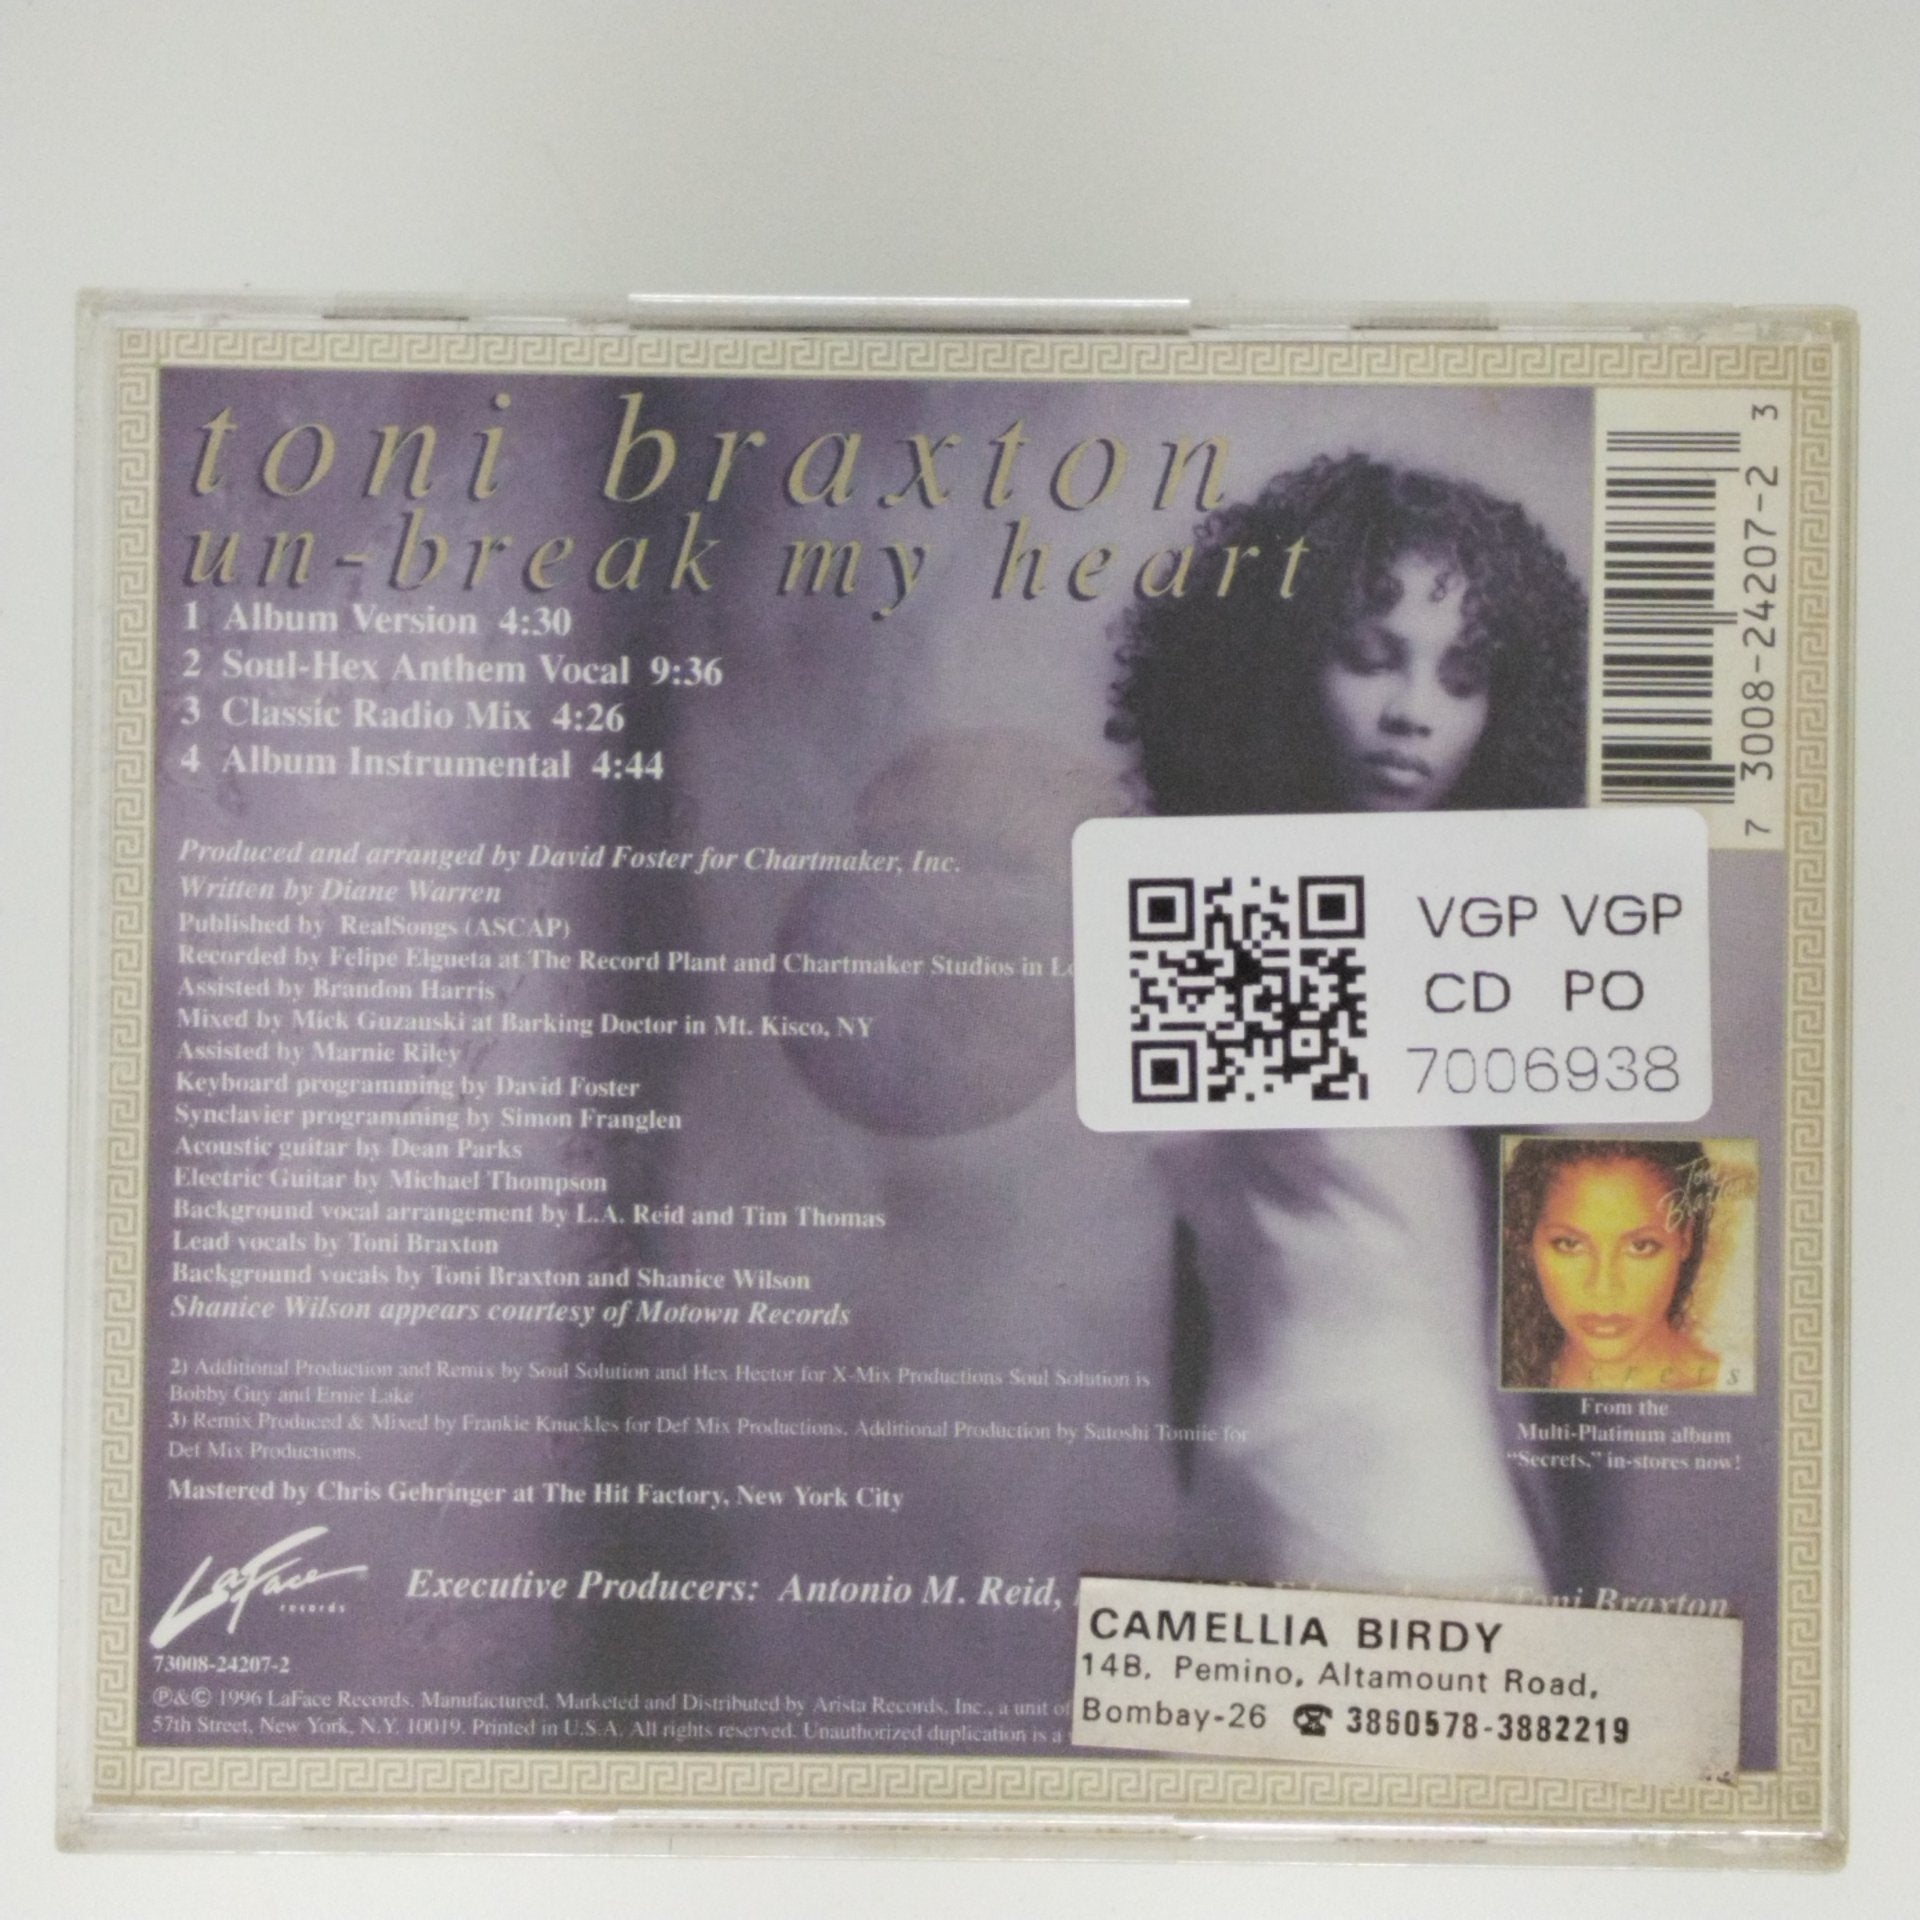 toni braxton
un-break my heart
1 Album Version 4:30
2 Soul-Hex Anthem Vocal 9:36
3 Classic Radio Mix 4:26
4 Album Instrumental 4:44
Produced and arranged by David Foster for Chartmaker, Inc.
Written by Diane Warren
Published by RealSongs (ASCAP)
Recorded by Felipe Elgueta at The Record Plant and Chartmaker Studios in
Assisted by Brandon Harris
Mixed by Mick Guzauski at Barking Doctor in Mt. Kisco, NY
Assisted by Marnie Riley
Keyboard programming by David Foster
Synclavier programming by Simon Franglen
Acoustic guitar by Dean Parks
Electric Guitar by Michael Thompson
Background vocal arrangement by L.A. Reid and Tim Thomas
Lead vocals by Toni Braxton
Background vocals by Toni Braxton and Shanice Wilson
Shanice Wilson appears courtesy of Motown Records
2) Additional Production and Remix by Soul Solution and Hex Hector for X-Mix Productions Soul Solution is
Bobby Guy and Ernie Lake
3) Remix Produced & Mixed by Frankie Knuckles for Def Mix Productions. Additional Production by Satoshi Tomiie for
Def Mix Productions.
Mastered by Chris Gehringer at The Hit Factory, New York City
LaFace
records
Executive Producers: Antonio M. Reid, Toni Braxton
73008-24207-2
℗&© 1996 LaFace Records. Manufactured, Marketed and Distributed by Arista Records, Inc., a unit of
57th Street, New York, N.Y. 10019. Printed in U.S.A. All rights reserved. Unauthorized duplication is a
7 3008-24207-2 3
VGP VGP
CD PO
7006938
Toni
Braxton
From the
Multi-Platinum album
"Secrets," in-stores now!
CAMELLIA BIRDY
14B, Pemino, Altamount Road,
Bombay-26 ☎ 3860578-3882219